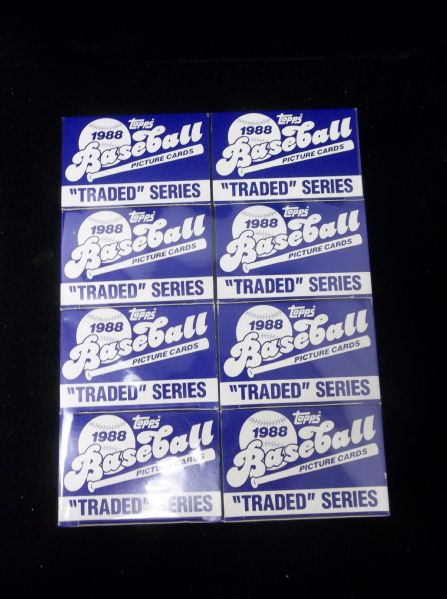 Topps
1988
Baseball
PICTURE CARDS
"TRADED" SERIES
Topps
1988
Baseball
PICTURE CARDS
"TRADED" SERIES
Topps
1988
Baseball
PICTURE CARDS
"TRADED" SERIES
Topps
1988
Baseball
PICTURE CARDS
"TRADED" SERIES
Topps
1988
Baseball
PICTURE CARDS
"TRADED" SERIES
Topps
1988
Baseball
PICTURE CARDS
"TRADED" SERIES
Topps
1988
Baseball
PICTURE CARDS
"TRADED" SERIES
Topps
1988
Baseball
PICTURE CARDS
"TRADED" SERIES